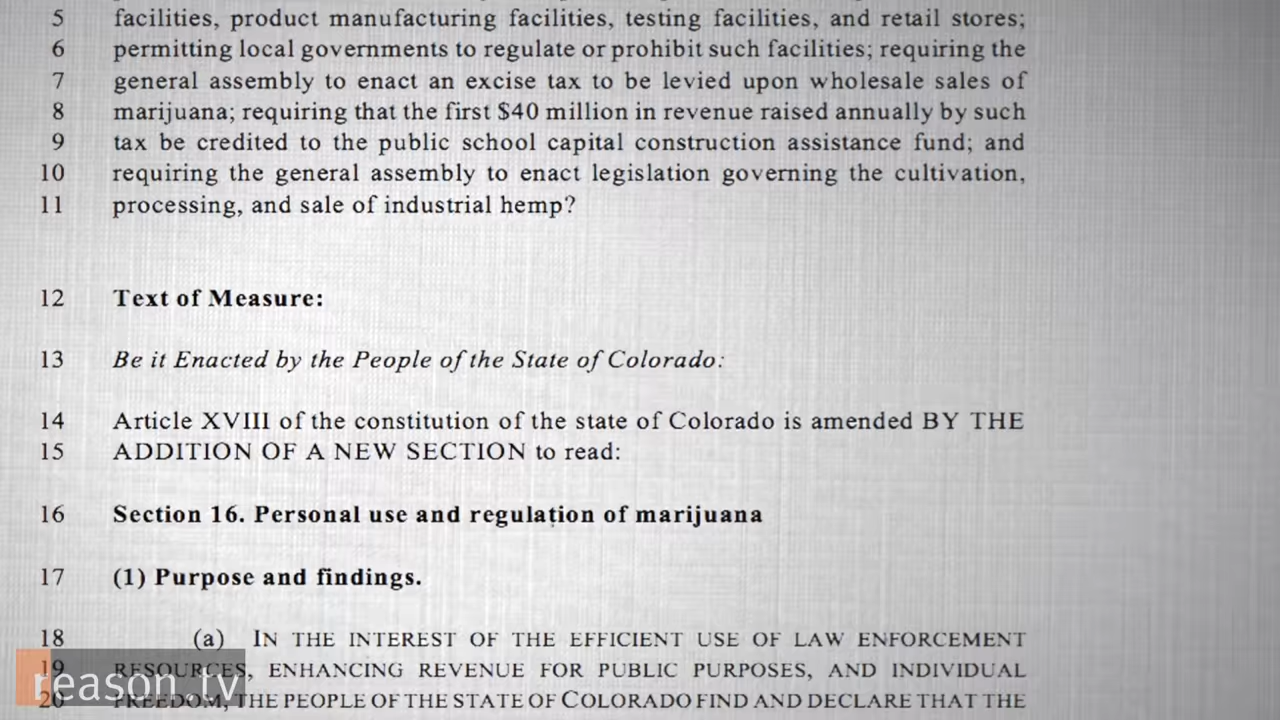 5 facilities, product manufacturing facilities, testing facilities, and retail stores;
6 permitting local governments to regulate or prohibit such facilities; requiring the
7 general assembly to enact an excise tax to be levied upon wholesale sales of
8 marijuana; requiring that the first $40 million in revenue raised annually by such
9 tax be credited to the public school capital construction assistance fund; and
10 requiring the general assembly to enact legislation governing the cultivation,
11 processing, and sale of industrial hemp?
12 Text of Measure:
13 Be it Enacted by the People of the State of Colorado:
14 Article XVIII of the constitution of the state of Colorado is amended BY THE
15 ADDITION OF A NEW SECTION to read:
16 Section 16. Personal use and regulation of marijuana
17 (1) Purpose and findings.
18 (a) IN THE INTEREST OF THE EFFICIENT USE OF LAW ENFORCEMENT
19 RESOURCES, ENHANCING REVENUE FOR PUBLIC PURPOSES, AND INDIVIDUAL
20 FREEDOM, THE PEOPLE OF THE STATE OF COLORADO FIND AND DECLARE THAT THE
reason.tv